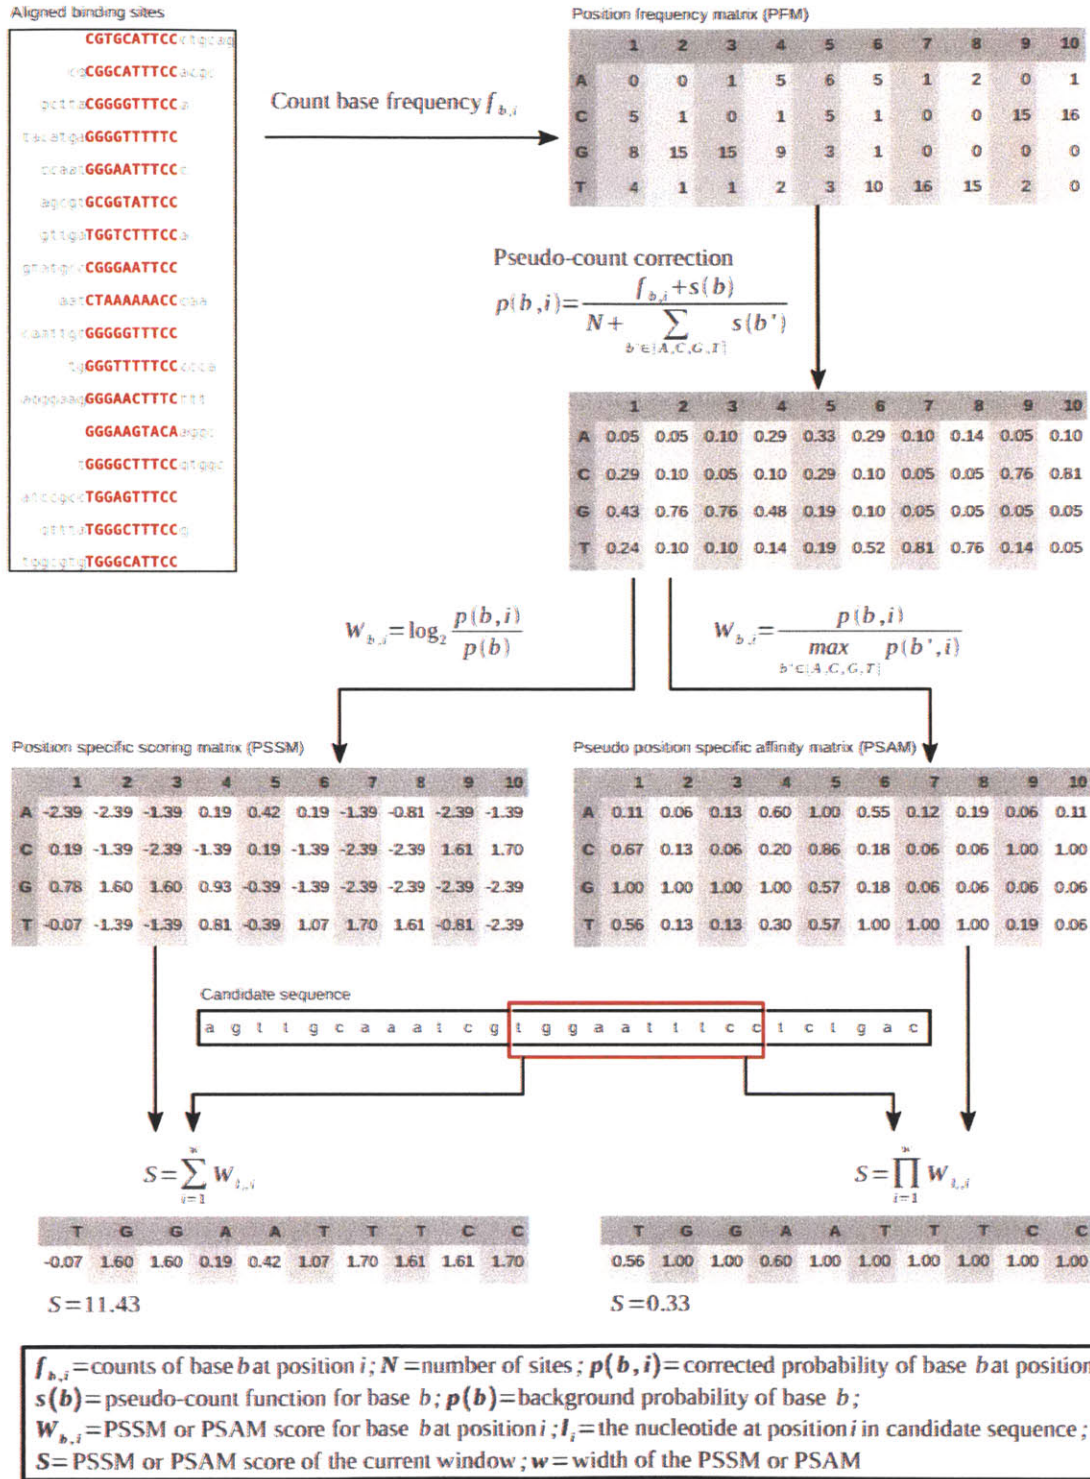 Aligned binding sites
CGTGCATTCCctgcag
cgCGGCATTTCCacgc
gcttaCGGGGTTTCCa
tacatgaGGGGTTTTTC
ccaatGGGAATTTCCc
agcgtGCGGTATTCC
gttgaTGGTCTTTCCa
gtatgccCGGGAATTCC
aatCTAAAAAACCcaa
caattgcGGGGGTTTCC
tgGGGTTTTTCCccca
aoggaagGGGAACTTTCttt
GGGAAGTACAaggc
tGGGGCTTTCCgtggc
atccgccTGGAGTTTCC
gtttaTGGGCTTTCCg
tggcgtgTGGGCATTCC
Count base frequency f b,i
Position frequency matrix (PFM)
1 2 3 4 5 6 7 8 9 10
A 0 0 1 5 6 5 1 2 0 1
C 5 1 0 1 5 1 0 0 15 16
G 8 15 15 9 3 1 0 0 0 0
T 4 1 1 2 3 10 16 15 2 0
Pseudo-count correction
p(b,i)= f b,i +s(b) / N + ∑ b'∈{A,C,G,T} s(b')
1 2 3 4 5 6 7 8 9 10
A 0.05 0.05 0.10 0.29 0.33 0.29 0.10 0.14 0.05 0.10
C 0.29 0.10 0.05 0.10 0.29 0.10 0.05 0.05 0.76 0.81
G 0.43 0.76 0.76 0.48 0.19 0.10 0.05 0.05 0.05 0.05
T 0.24 0.10 0.10 0.14 0.19 0.52 0.81 0.76 0.14 0.05
W b,i =log2 p(b,i) / p(b)
W b,i = p(b,i) / max b'∈{A,C,G,T} p(b',i)
Position specific scoring matrix (PSSM)
1 2 3 4 5 6 7 8 9 10
A -2.39 -2.39 -1.39 0.19 0.42 0.19 -1.39 -0.81 -2.39 -1.39
C 0.19 -1.39 -2.39 -1.39 0.19 -1.39 -2.39 -2.39 1.61 1.70
G 0.78 1.60 1.60 0.93 -0.39 -1.39 -2.39 -2.39 -2.39 -2.39
T -0.07 -1.39 -1.39 0.81 -0.39 1.07 1.70 1.61 -0.81 -2.39
Pseudo position specific affinity matrix (PSAM)
1 2 3 4 5 6 7 8 9 10
A 0.11 0.06 0.13 0.60 1.00 0.55 0.12 0.19 0.06 0.11
C 0.67 0.13 0.06 0.20 0.86 0.18 0.06 0.06 1.00 1.00
G 1.00 1.00 1.00 1.00 0.57 0.18 0.06 0.06 0.06 0.06
T 0.56 0.13 0.13 0.30 0.57 1.00 1.00 1.00 0.19 0.06
Candidate sequence
a g t t g c a a a t c g t g g a a t t t c c t c t g a c
S=∑ w i=1 W l,i
T G G A A T T T C C
-0.07 1.60 1.60 0.19 0.42 1.07 1.70 1.61 1.61 1.70
S=11.43
S=∏ w i=1 W l,i
T G G A A T T T C C
0.56 1.00 1.00 0.60 1.00 1.00 1.00 1.00 1.00 1.00
S=0.33
f b,i =counts of base b at position i; N=number of sites; p(b,i)=corrected probability of base b at position
s(b)=pseudo-count function for base b; p(b)=background probability of base b;
W b,i =PSSM or PSAM score for base b at position i; l i =the nucleotide at position i in candidate sequence;
S=PSSM or PSAM score of the current window; w=width of the PSSM or PSAM